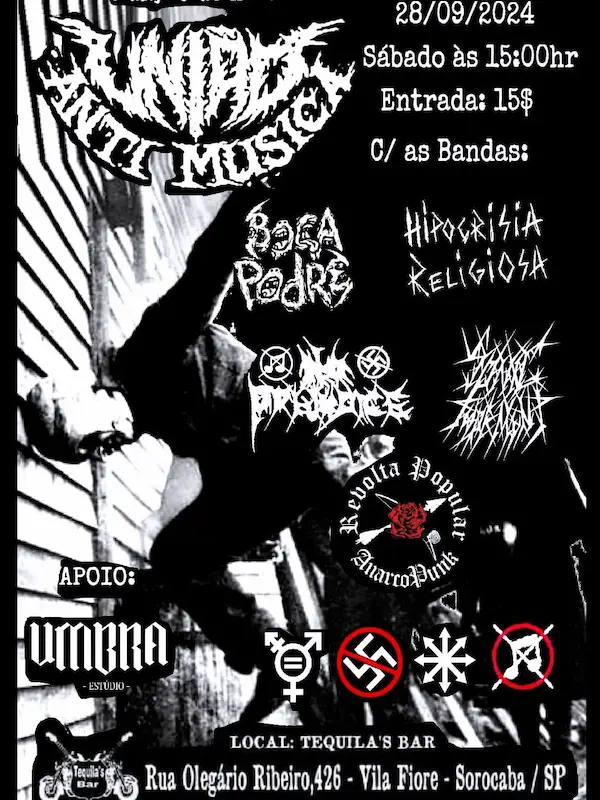 28/09/2024
Sábado às 15:00hr
Entrada: 15$
C/ as Bandas:
UNIÃO
ANTI MUSICA
BOCA
PODRE
HIPOCRISIA
RELIGIOSA
NO
Revolta Popular
AnarcoPunk
APOIO:
UMBRA
- ESTÚDIO -
LOCAL: TEQUILA'S BAR
Tequila's
Bar
Rua Olegário Ribeiro,426 - Vila Fiore - Sorocaba / SP